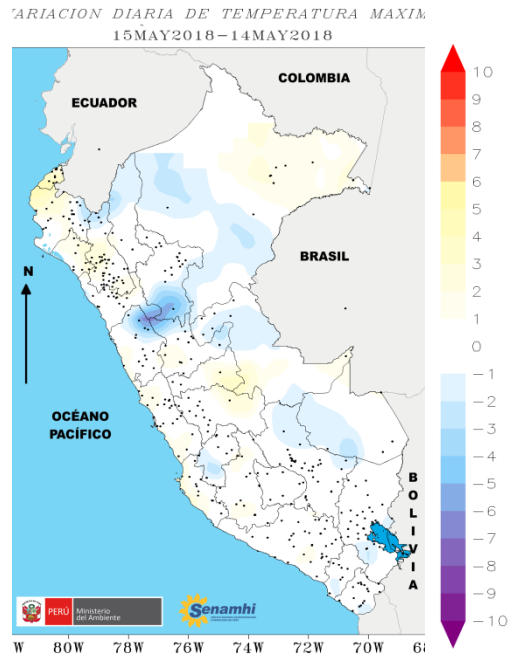 VARIACION DIARIA DE TEMPERATURA MAXIM
15MAY2018−14MAY2018
COLOMBIA
ECUADOR
BRASIL
N
OCÉANO
PACÍFICO
BOLIVIA
10
9
8
7
6
5
4
3
2
1
0
−1
−2
−3
−4
−5
−6
−7
−8
−9
−10
PERÚ
Ministerio
del Ambiente
Senamhi
W 80W 78W 76W 74W 72W 70W 68